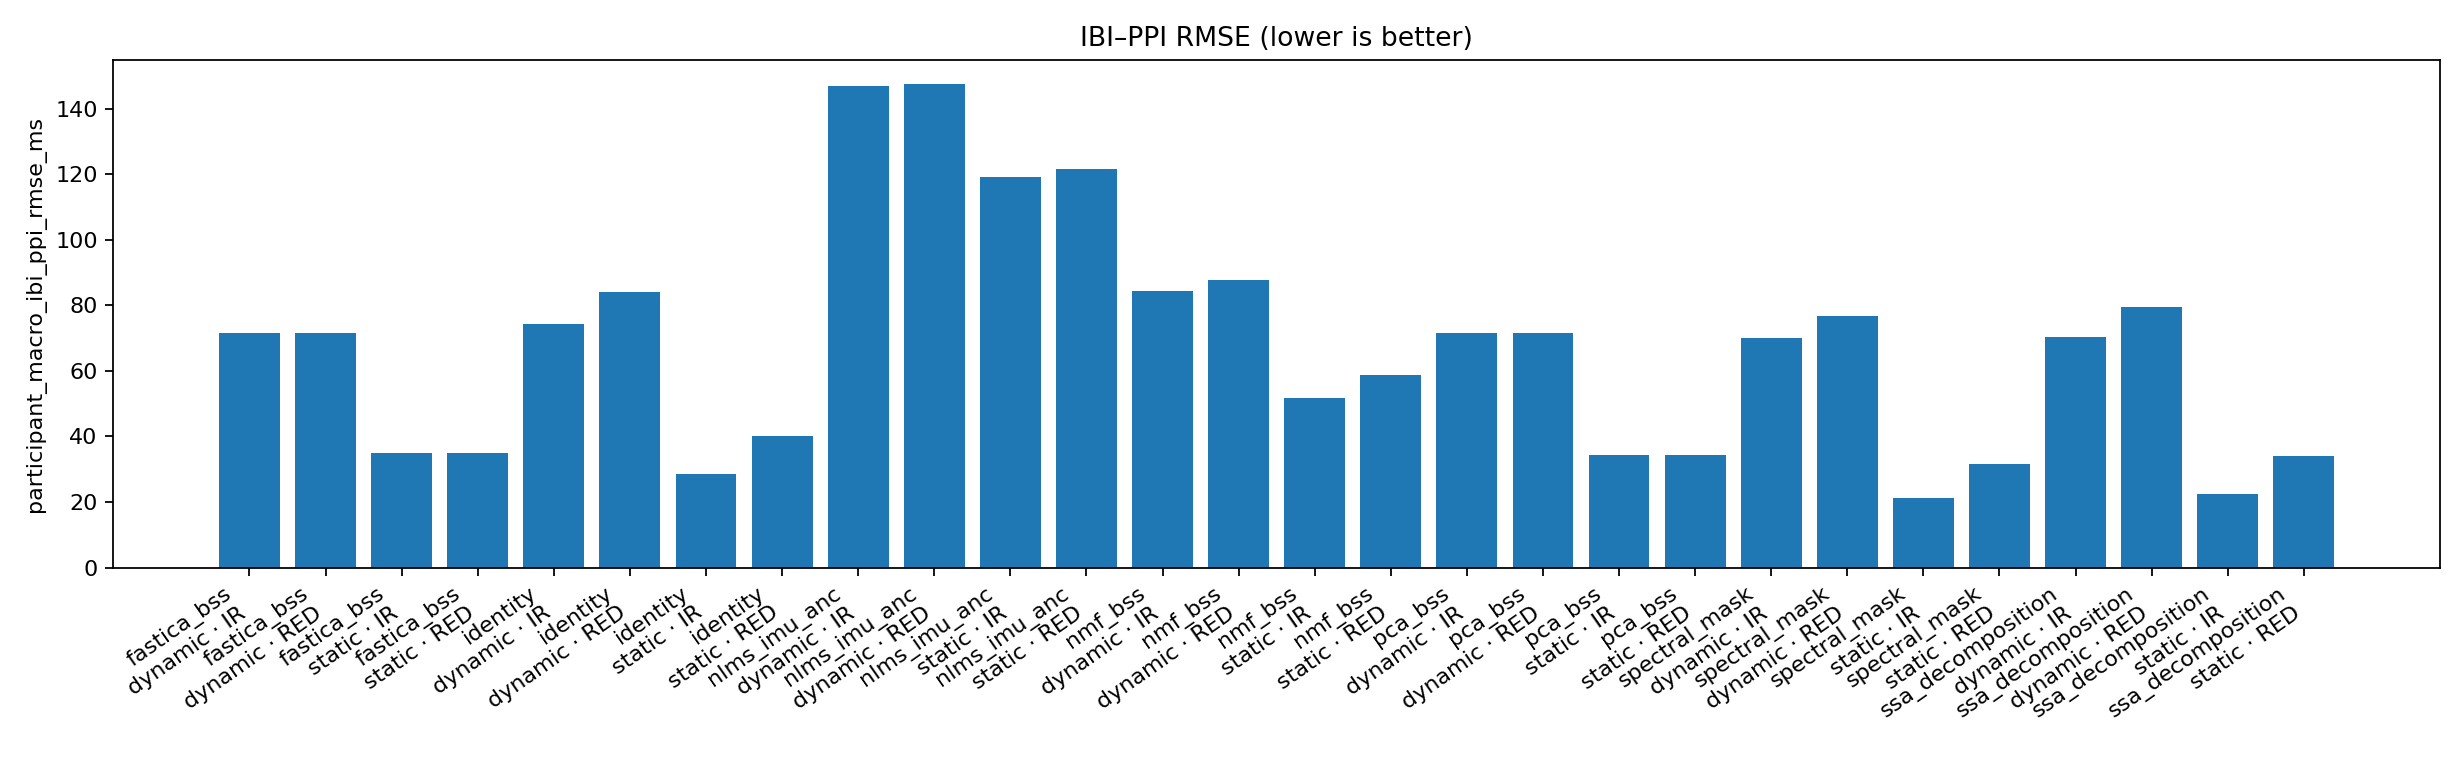 IBI–PPI RMSE (lower is better)
participant_macro_ibi_ppi_rmse_ms
140
120
100
80
60
40
20
0
fastica_bss
dynamic · IR
fastica_bss
dynamic · RED
fastica_bss
static · IR
fastica_bss
static · RED
identity
dynamic · IR
identity
dynamic · RED
identity
static · IR
identity
static · RED
nlms_imu_anc
dynamic · IR
nlms_imu_anc
dynamic · RED
nlms_imu_anc
static · IR
nlms_imu_anc
static · RED
nmf_bss
dynamic · IR
nmf_bss
dynamic · RED
nmf_bss
static · IR
nmf_bss
static · RED
pca_bss
dynamic · IR
pca_bss
dynamic · RED
pca_bss
static · IR
pca_bss
static · RED
spectral_mask
dynamic · IR
spectral_mask
dynamic · RED
spectral_mask
static · IR
spectral_mask
static · RED
ssa_decomposition
dynamic · IR
ssa_decomposition
dynamic · RED
ssa_decomposition
static · IR
ssa_decomposition
static · RED